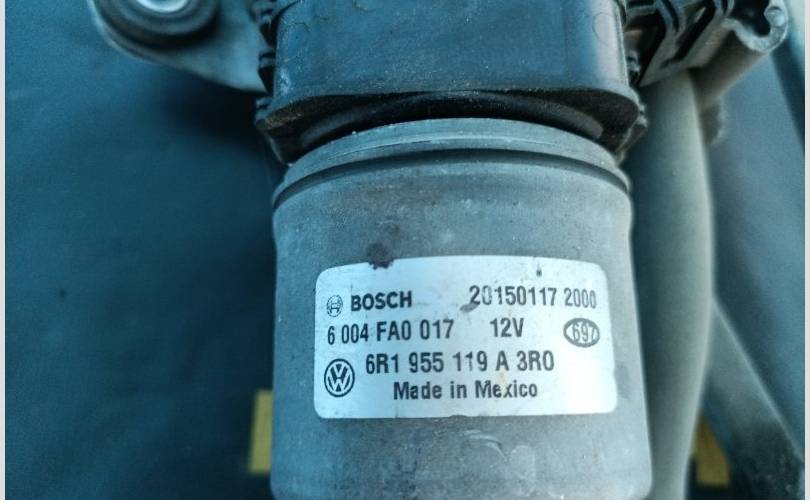 BOSCH 20150117 2000
6 004 FA0 017 12V 697
6R1 955 119 A 3R0
Made in Mexico